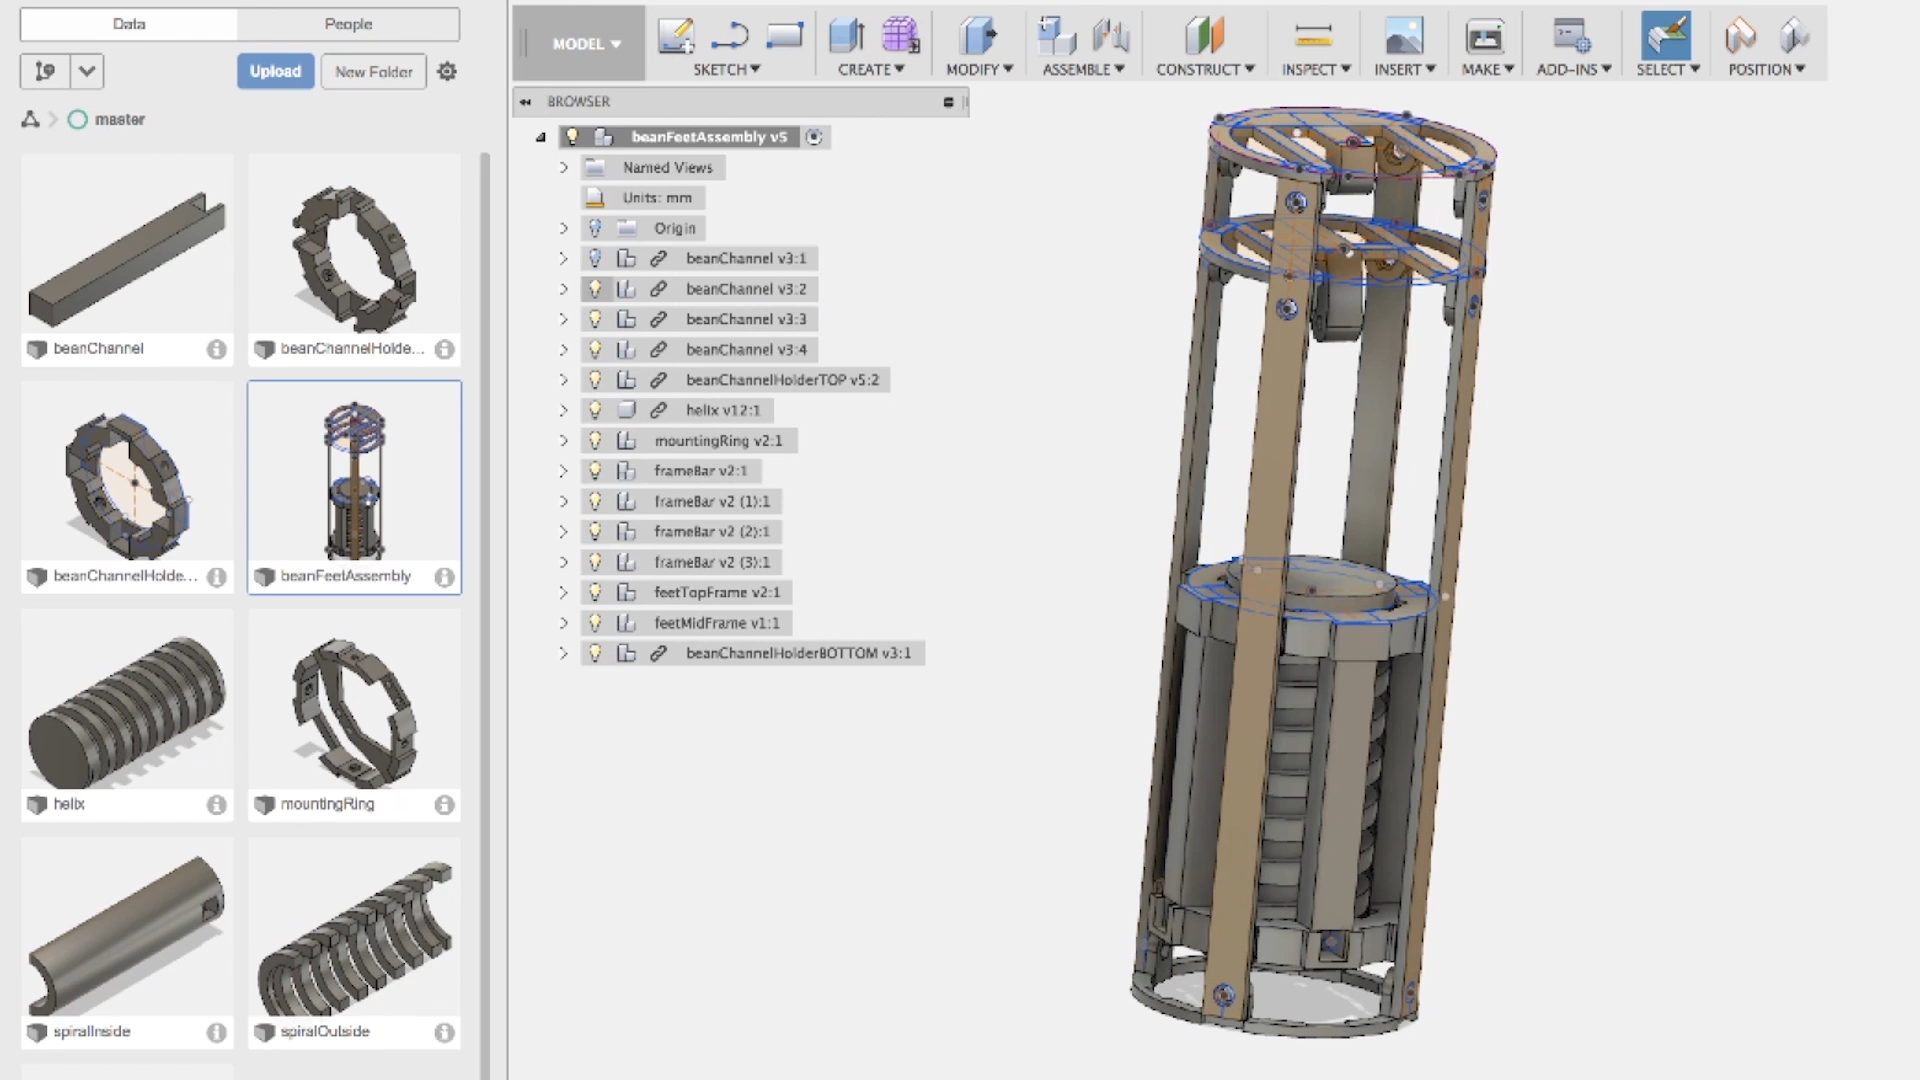 Data People
Upload New Folder
master
beanChannel
beanChannelHolde...
beanChannelHolde...
beanFeetAssembly
helix
mountingRing
spiralInside
spiralOutside
MODEL
SKETCH
CREATE
MODIFY
ASSEMBLE
CONSTRUCT
INSPECT
INSERT
MAKE
ADD-INS
SELECT
POSITION
BROWSER
beanFeetAssembly v5
Named Views
Units: mm
Origin
beanChannel v3:1
beanChannel v3:2
beanChannel v3:3
beanChannel v3:4
beanChannelHolderTOP v5:2
helix v12:1
mountingRing v2:1
frameBar v2:1
frameBar v2 (1):1
frameBar v2 (2):1
frameBar v2 (3):1
feetTopFrame v2:1
feetMidFrame v1:1
beanChannelHolderBOTTOM v3:1